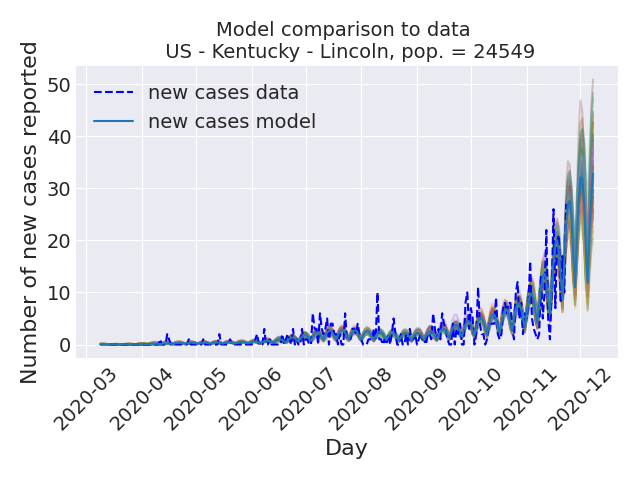 Model comparison to data
US - Kentucky - Lincoln, pop. = 24549
Number of new cases reported
50
40
30
20
10
0
new cases data
new cases model
2020-03
2020-04
2020-05
2020-06
2020-07
2020-08
2020-09
2020-10
2020-11
2020-12
Day